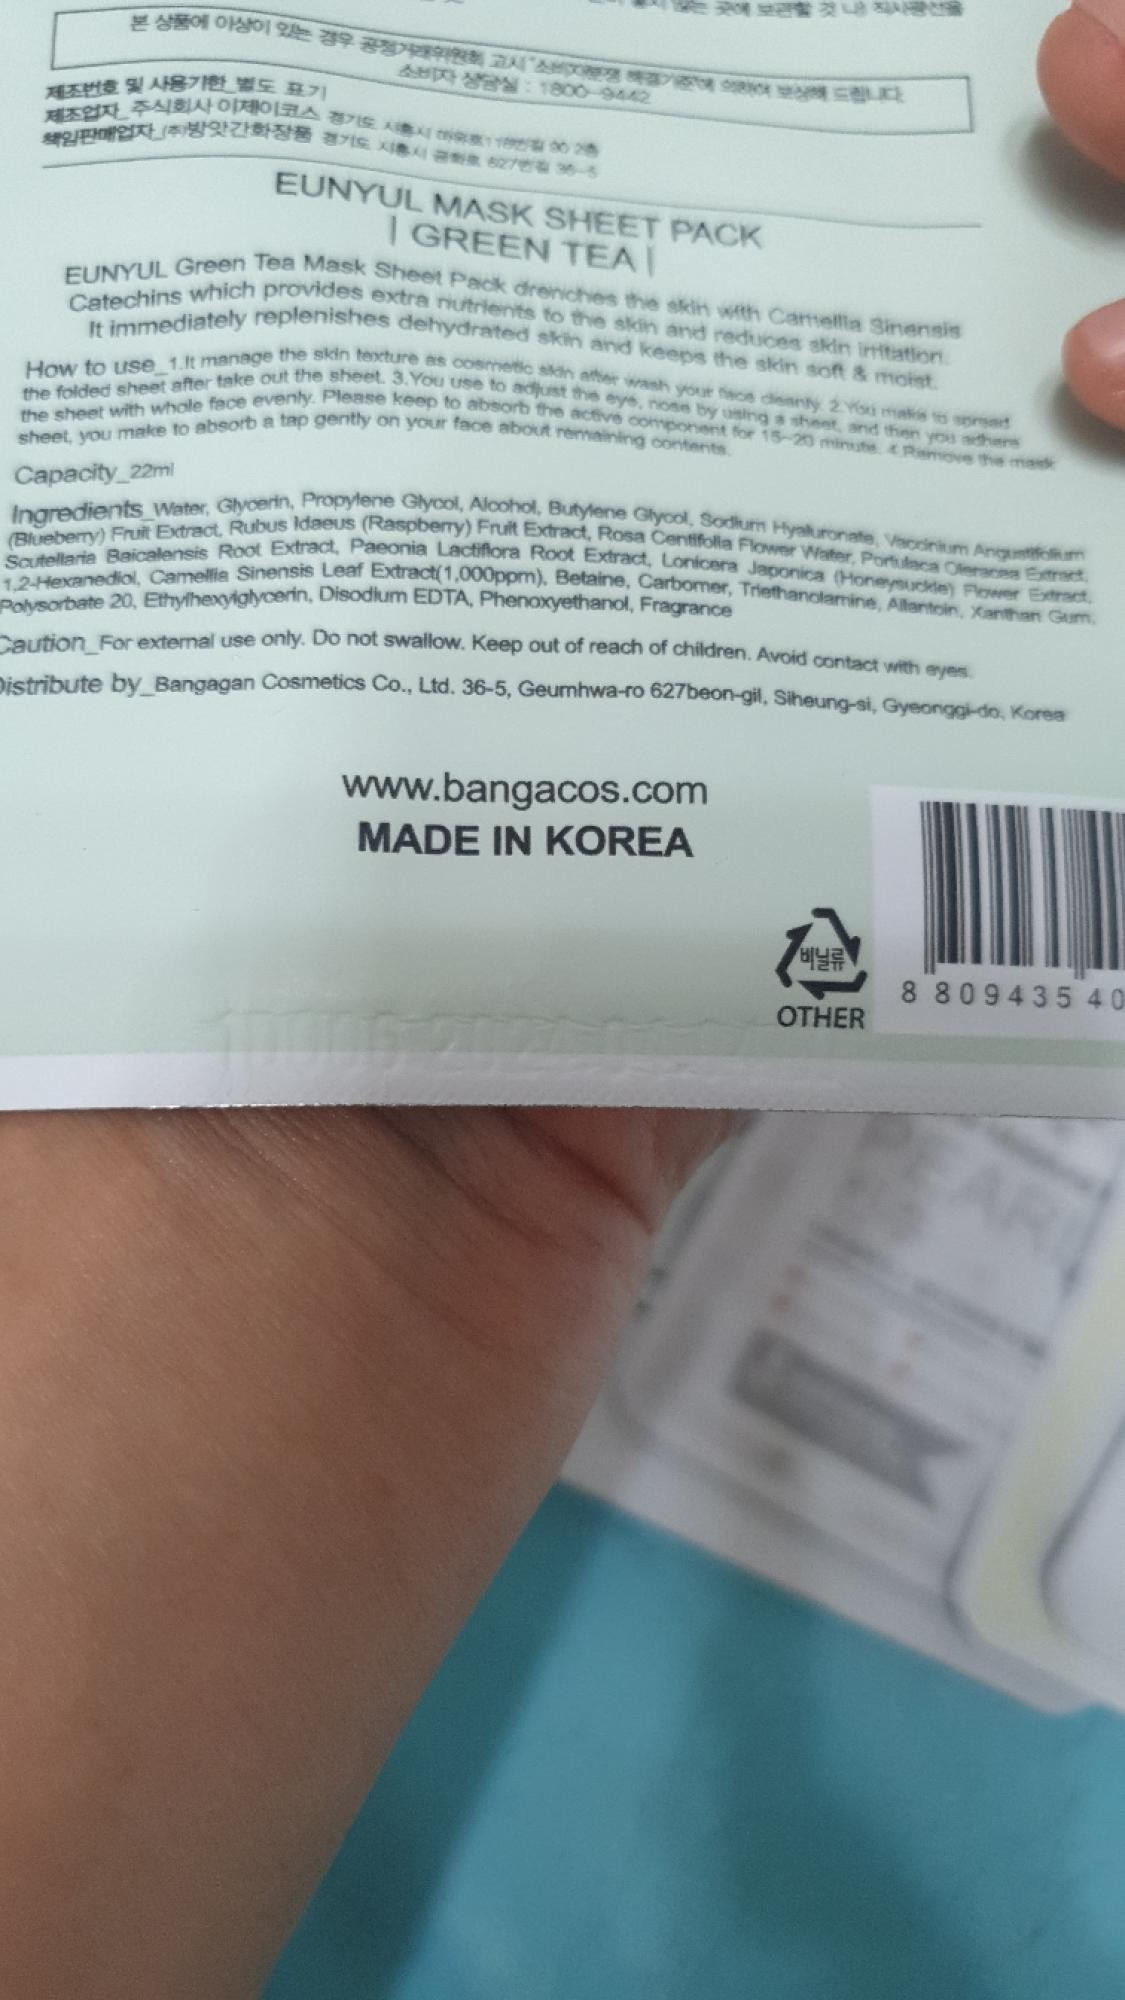 본 상품에 이상이 있는 경우 공정거래위원회 고시 "소비자분쟁 해결기준"에 의하여 보상해 드립니다.
소비자 상담실 : 1800-9442
제조번호 및 사용기한_별도 표기
제조업자_주식회사 이제이코스 경기도 시흥시
책임판매업자_(주)방앗간화장품 경기도 시흥시 금화로 627번길 36-5
EUNYUL MASK SHEET PACK
| GREEN TEA |
EUNYUL Green Tea Mask Sheet Pack drenches the skin with Camellia Sinensis
Catechins which provides extra nutrients to the skin and reduces skin irritation.
It immediately replenishes dehydrated skin and keeps the skin soft & moist.
How to use_1.It manage the skin texture as cosmetic skin after wash your face cleanly. 2.You make to spread
the folded sheet after take out the sheet. 3.You use to adjust the eye, nose by using a sheet, and then you adhere
the sheet with whole face evenly. Please keep to absorb the active component for 15-20 minute. 4.Remove the mask
sheet, you make to absorb a tap gently on your face about remaining contents.
Capacity_22ml
Ingredients_Water, Glycerin, Propylene Glycol, Alcohol, Butylene Glycol, Sodium Hyaluronate, Vaccinium Angustifolium
(Blueberry) Fruit Extract, Rubus Idaeus (Raspberry) Fruit Extract, Rosa Centifolia Flower Water, Portulaca Oleracea Extract,
Scutellaria Baicalensis Root Extract, Paeonia Lactiflora Root Extract, Lonicera Japonica (Honeysuckle) Flower Extract,
1,2-Hexanediol, Camellia Sinensis Leaf Extract(1,000ppm), Betaine, Carbomer, Triethanolamine, Allantoin, Xanthan Gum,
Polysorbate 20, Ethylhexylglycerin, Disodium EDTA, Phenoxyethanol, Fragrance
Caution_For external use only. Do not swallow. Keep out of reach of children. Avoid contact with eyes.
Distribute by_Bangagan Cosmetics Co., Ltd. 36-5, Geumhwa-ro 627beon-gil, Siheung-si, Gyeonggi-do, Korea
www.bangacos.com
MADE IN KOREA
비닐류
OTHER
8 809435 40